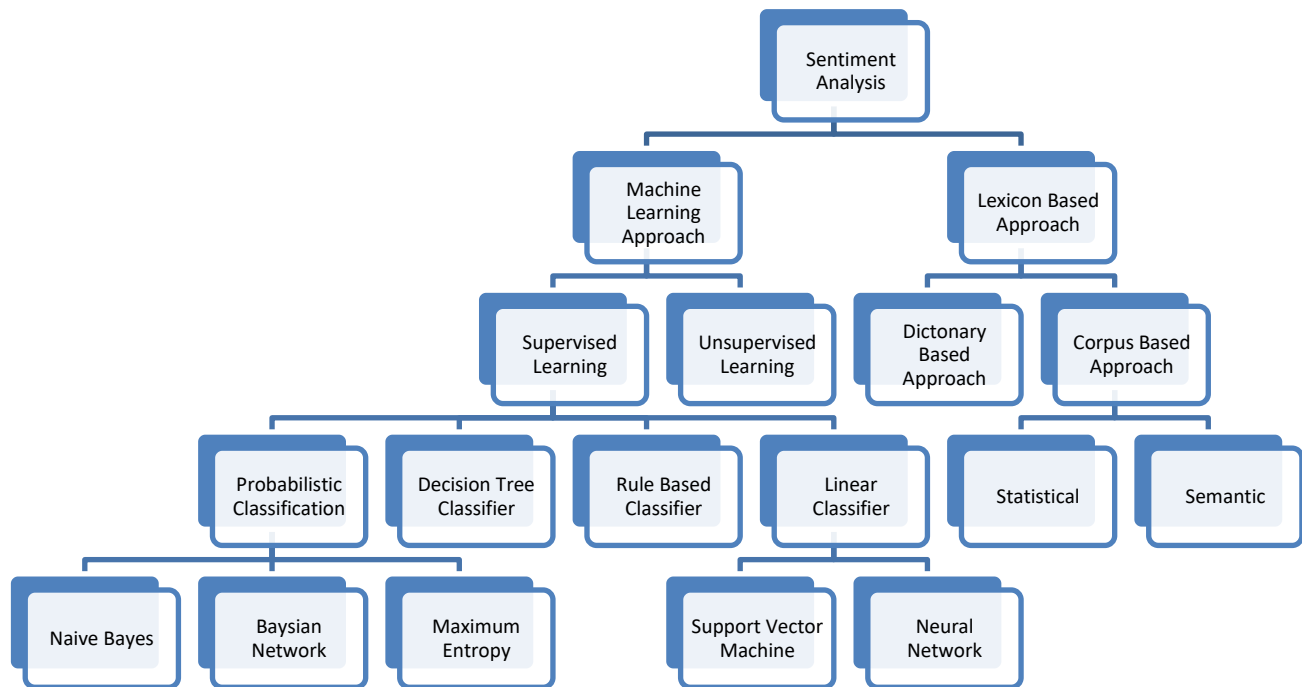 Sentiment
Analysis
Machine
Learning
Approach
Lexicon Based
Approach
Supervised
Learning
Unsupervised
Learning
Dictonary
Based
Approach
Corpus Based
Approach
Probabilistic
Classification
Decision Tree
Classifier
Rule Based
Classifier
Linear
Classifier
Statistical
Semantic
Naive Bayes
Baysian
Network
Maximum
Entropy
Support Vector
Machine
Neural
Network